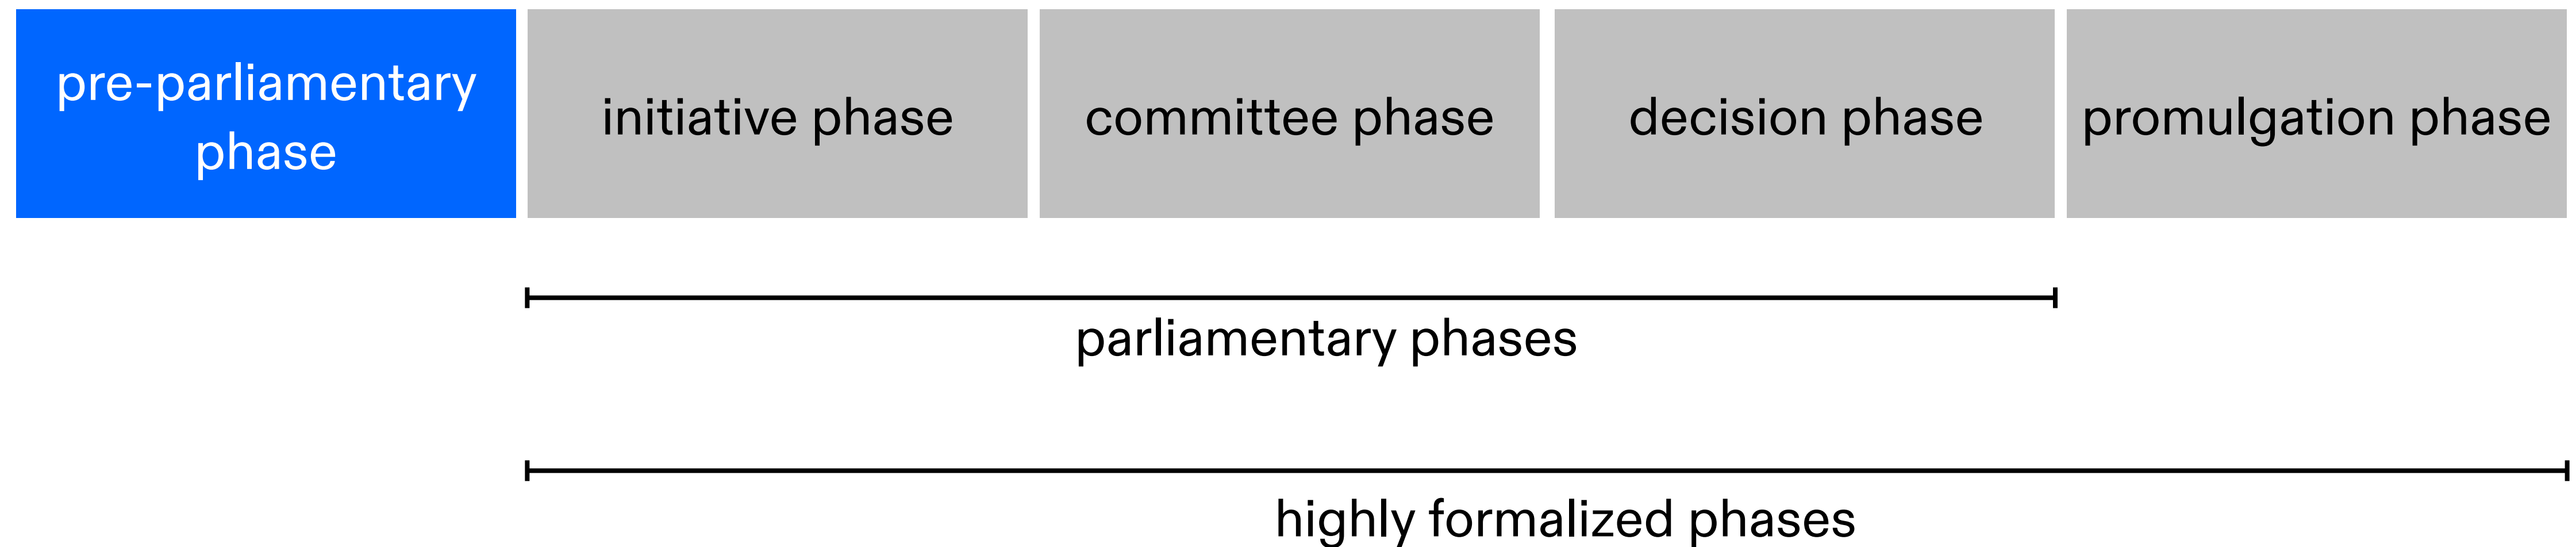 pre-parliamentary
phase
initiative phase
committee phase
decision phase
promulgation phase
parliamentary phases
highly formalized phases